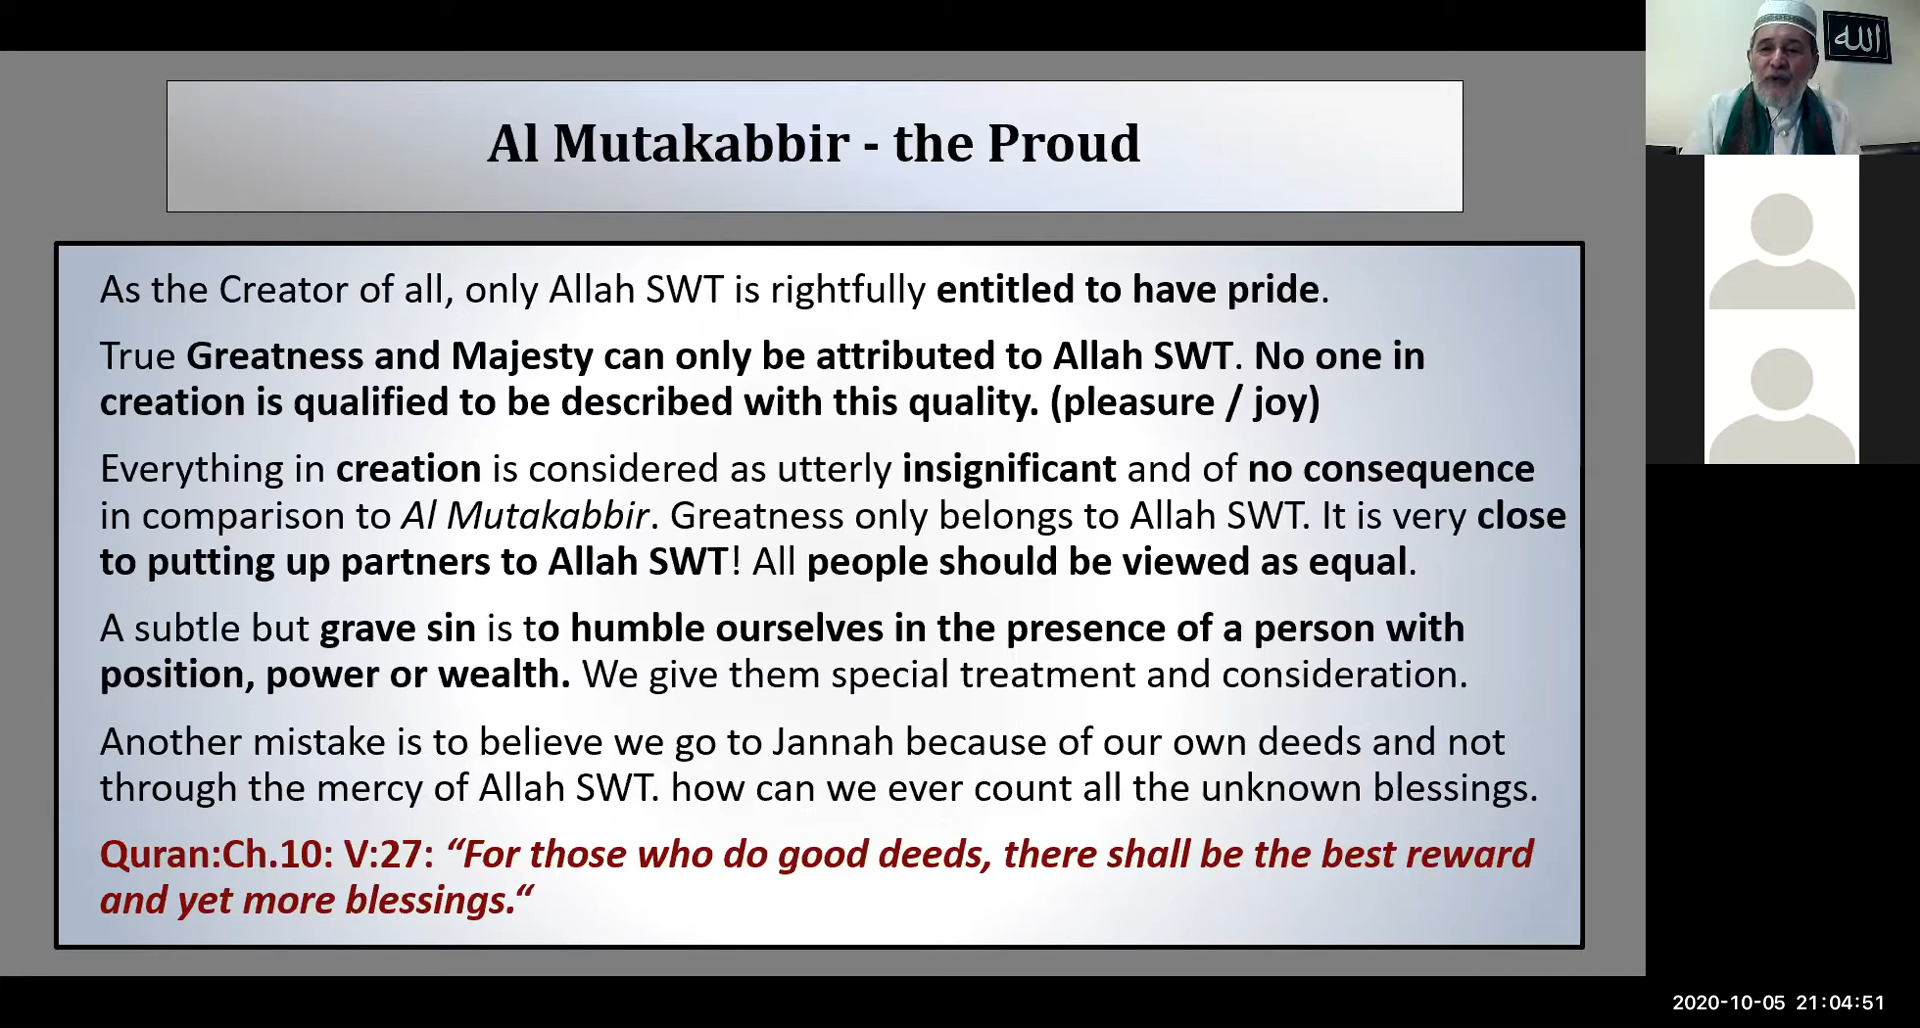 Al Mutakabbir - the Proud
الله
As the Creator of all, only Allah SWT is rightfully entitled to have pride.
True Greatness and Majesty can only be attributed to Allah SWT. No one in
creation is qualified to be described with this quality. (pleasure / joy)
Everything in creation is considered as utterly insignificant and of no consequence
in comparison to Al Mutakabbir. Greatness only belongs to Allah SWT. It is very close
to putting up partners to Allah SWT! All people should be viewed as equal.
A subtle but grave sin is to humble ourselves in the presence of a person with
position, power or wealth. We give them special treatment and consideration.
Another mistake is to believe we go to Jannah because of our own deeds and not
through the mercy of Allah SWT. how can we ever count all the unknown blessings.
Quran:Ch.10: V:27: “For those who do good deeds, there shall be the best reward
and yet more blessings.“
2020-10-05 21:04:51